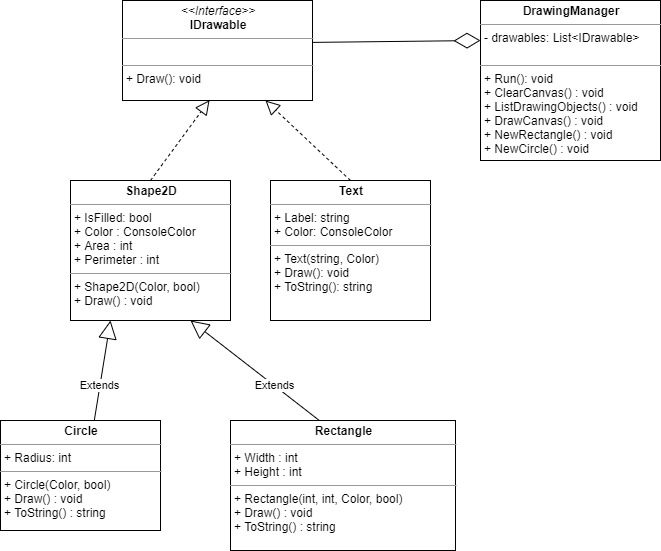 <<Interface>>
IDrawable
+ Draw(): void
DrawingManager
- drawables: List<IDrawable>
+ Run(): void
+ ClearCanvas() : void
+ ListDrawingObjects() : void
+ DrawCanvas() : void
+ NewRectangle() : void
+ NewCircle() : void
Shape2D
+ IsFilled: bool
+ Color : ConsoleColor
+ Area : int
+ Perimeter : int
+ Shape2D(Color, bool)
+ Draw() : void
Text
+ Label: string
+ Color: ConsoleColor
+ Text(string, Color)
+ Draw(): void
+ ToString(): string
Extends
Extends
Circle
+ Radius: int
+ Circle(Color, bool)
+ Draw() : void
+ ToString() : string
Rectangle
+ Width : int
+ Height : int
+ Rectangle(int, int, Color, bool)
+ Draw() : void
+ ToString() : string